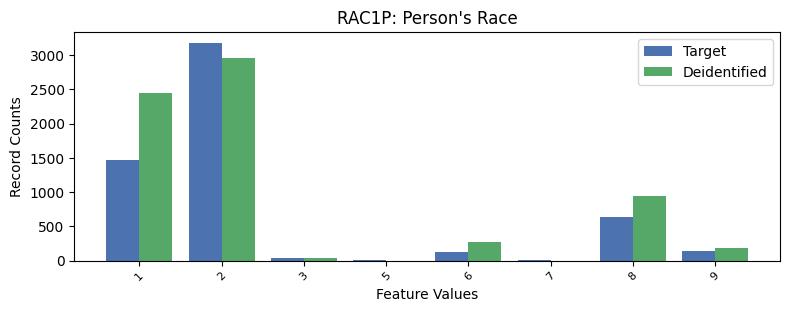 RAC1P: Person's Race
Target
Deidentified
Record Counts
3000
2500
2000
1500
1000
500
0
1 2 3 5 6 7 8 9
Feature Values